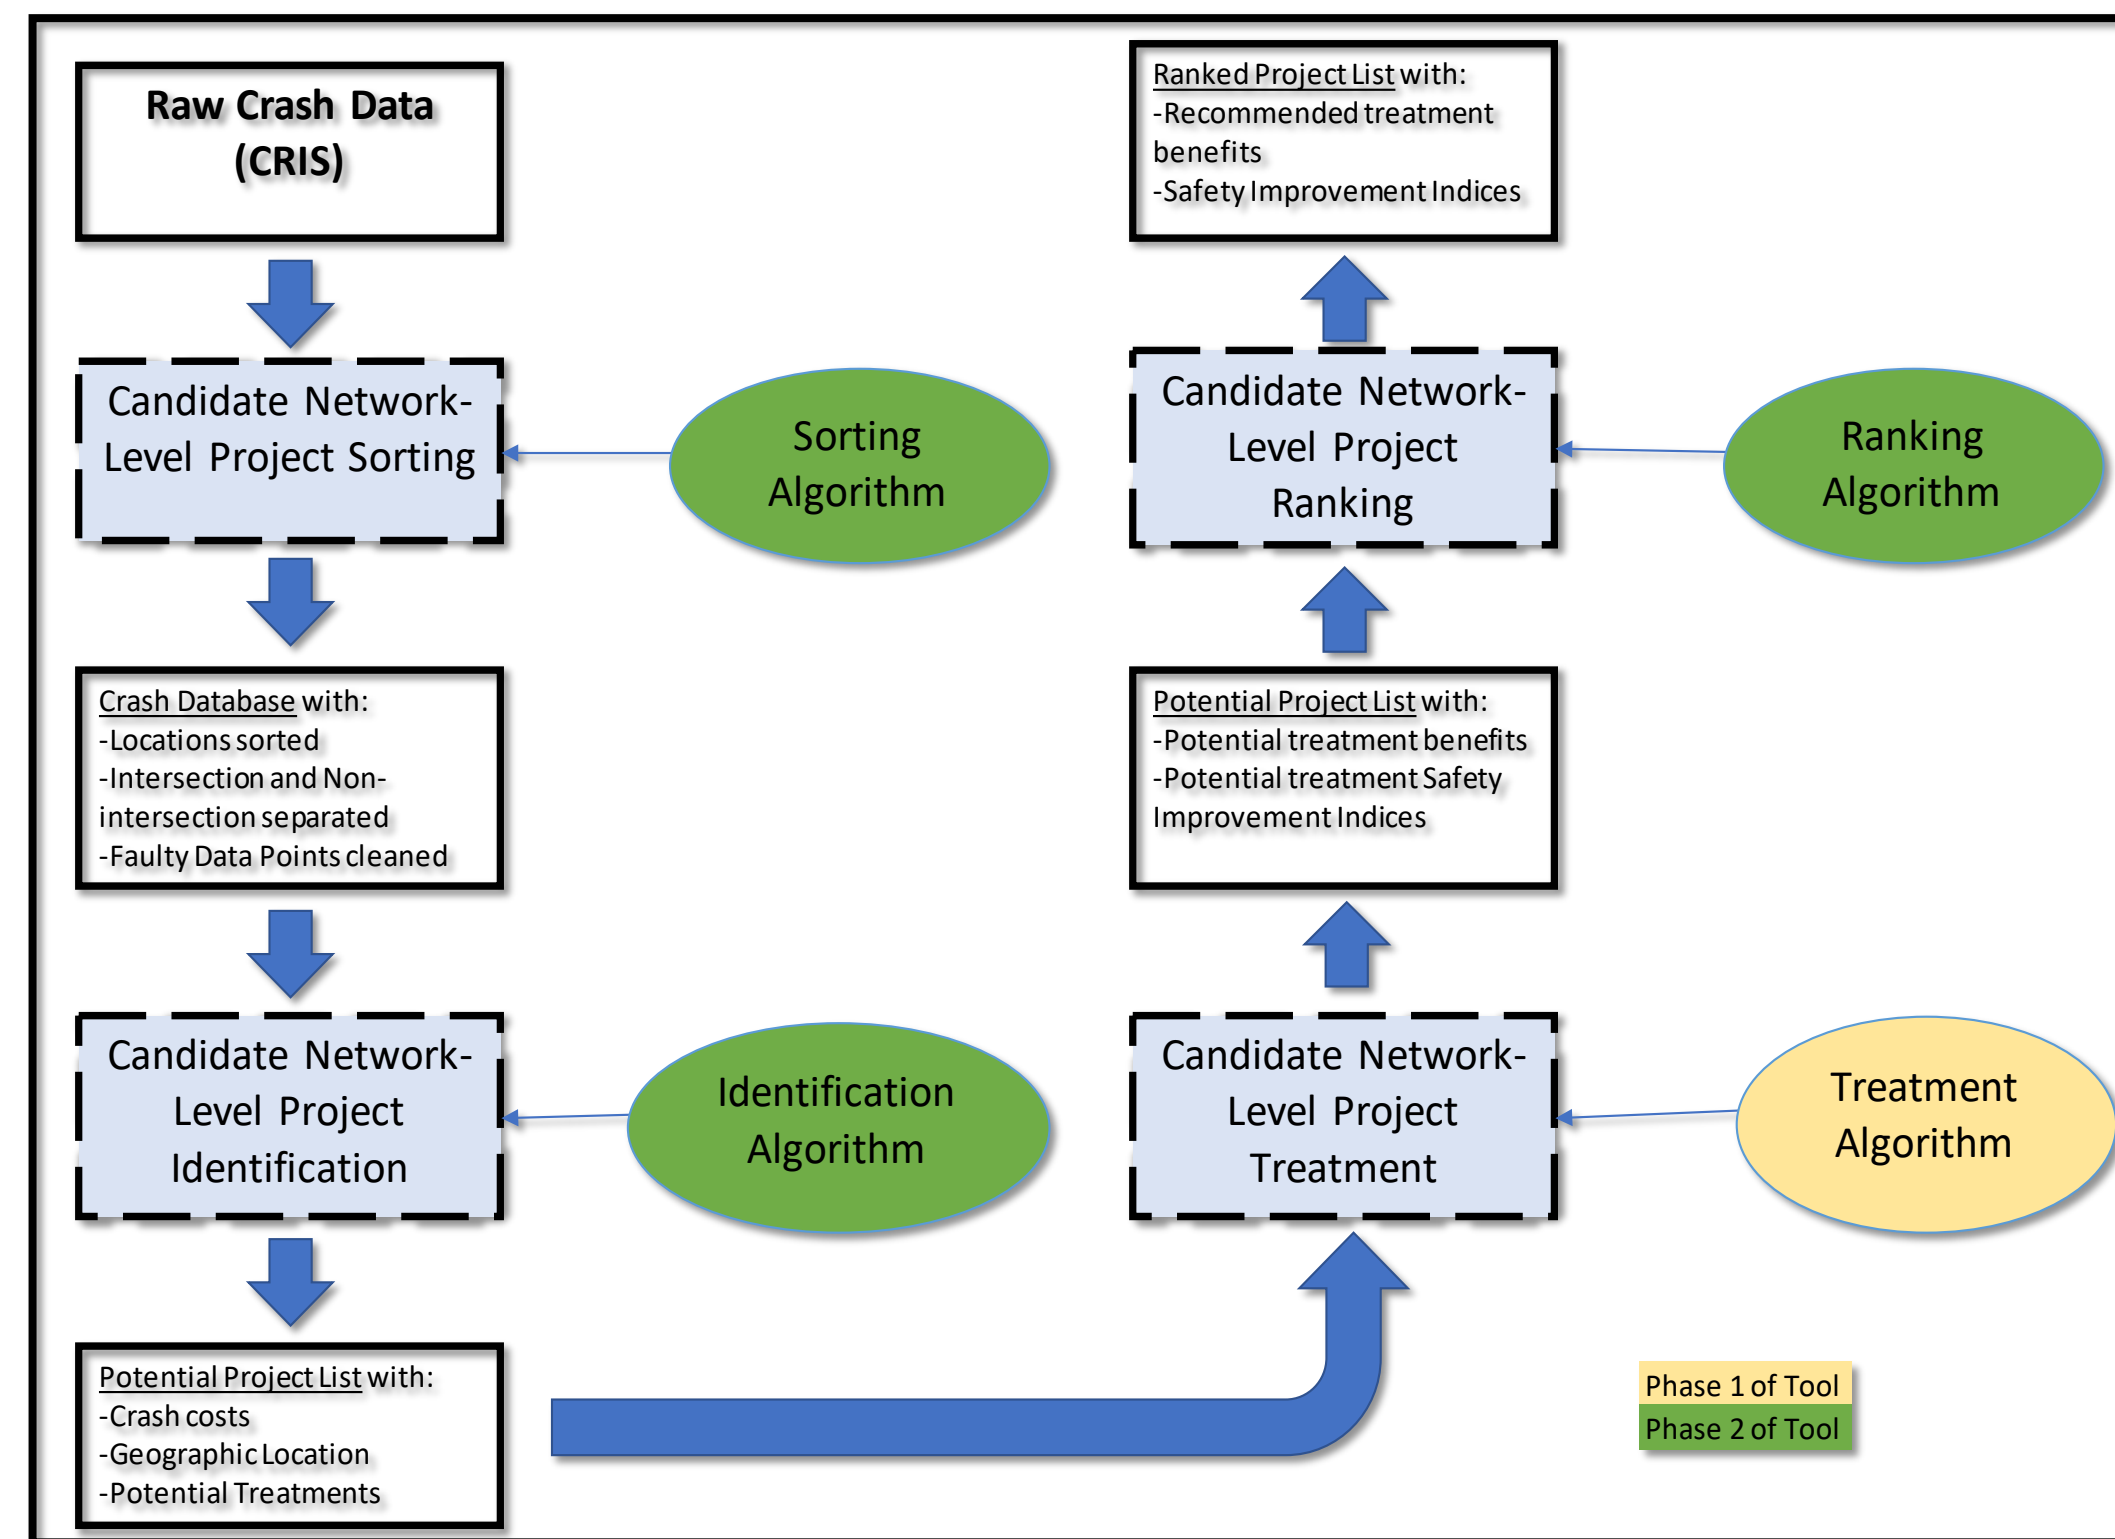 Raw Crash Data
(CRIS)
Candidate Network-
Level Project Sorting
Sorting
Algorithm
Crash Database with:
-Locations sorted
-Intersection and Non-
intersection separated
-Faulty Data Points cleaned
Candidate Network-
Level Project
Identification
Identification
Algorithm
Potential Project List with:
-Crash costs
-Geographic Location
-Potential Treatments
Ranked Project List with:
-Recommended treatment
benefits
-Safety Improvement Indices
Candidate Network-
Level Project
Ranking
Ranking
Algorithm
Potential Project List with:
-Potential treatment benefits
-Potential treatment Safety
Improvement Indices
Candidate Network-
Level Project
Treatment
Treatment
Algorithm
Phase 1 of Tool
Phase 2 of Tool